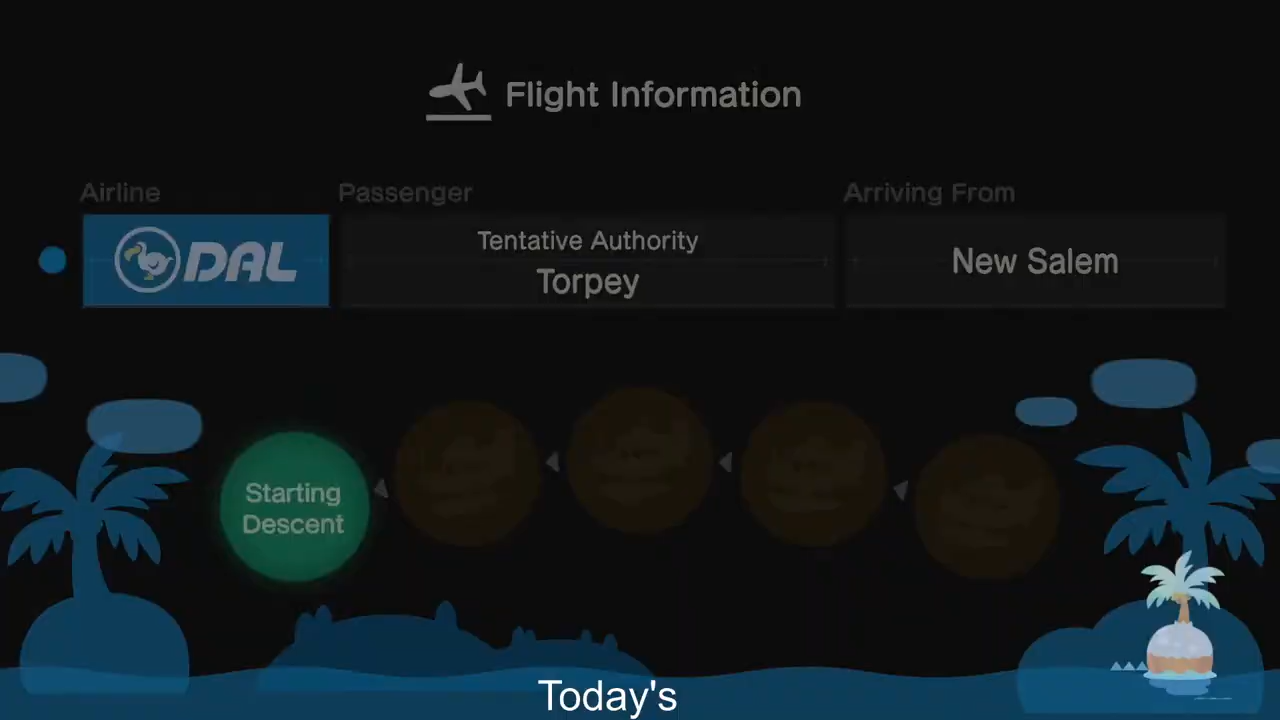 Flight Information
Airline
Passenger
Arriving From
DAL
Tentative Authority
Torpey
New Salem
Starting
Descent
Today's